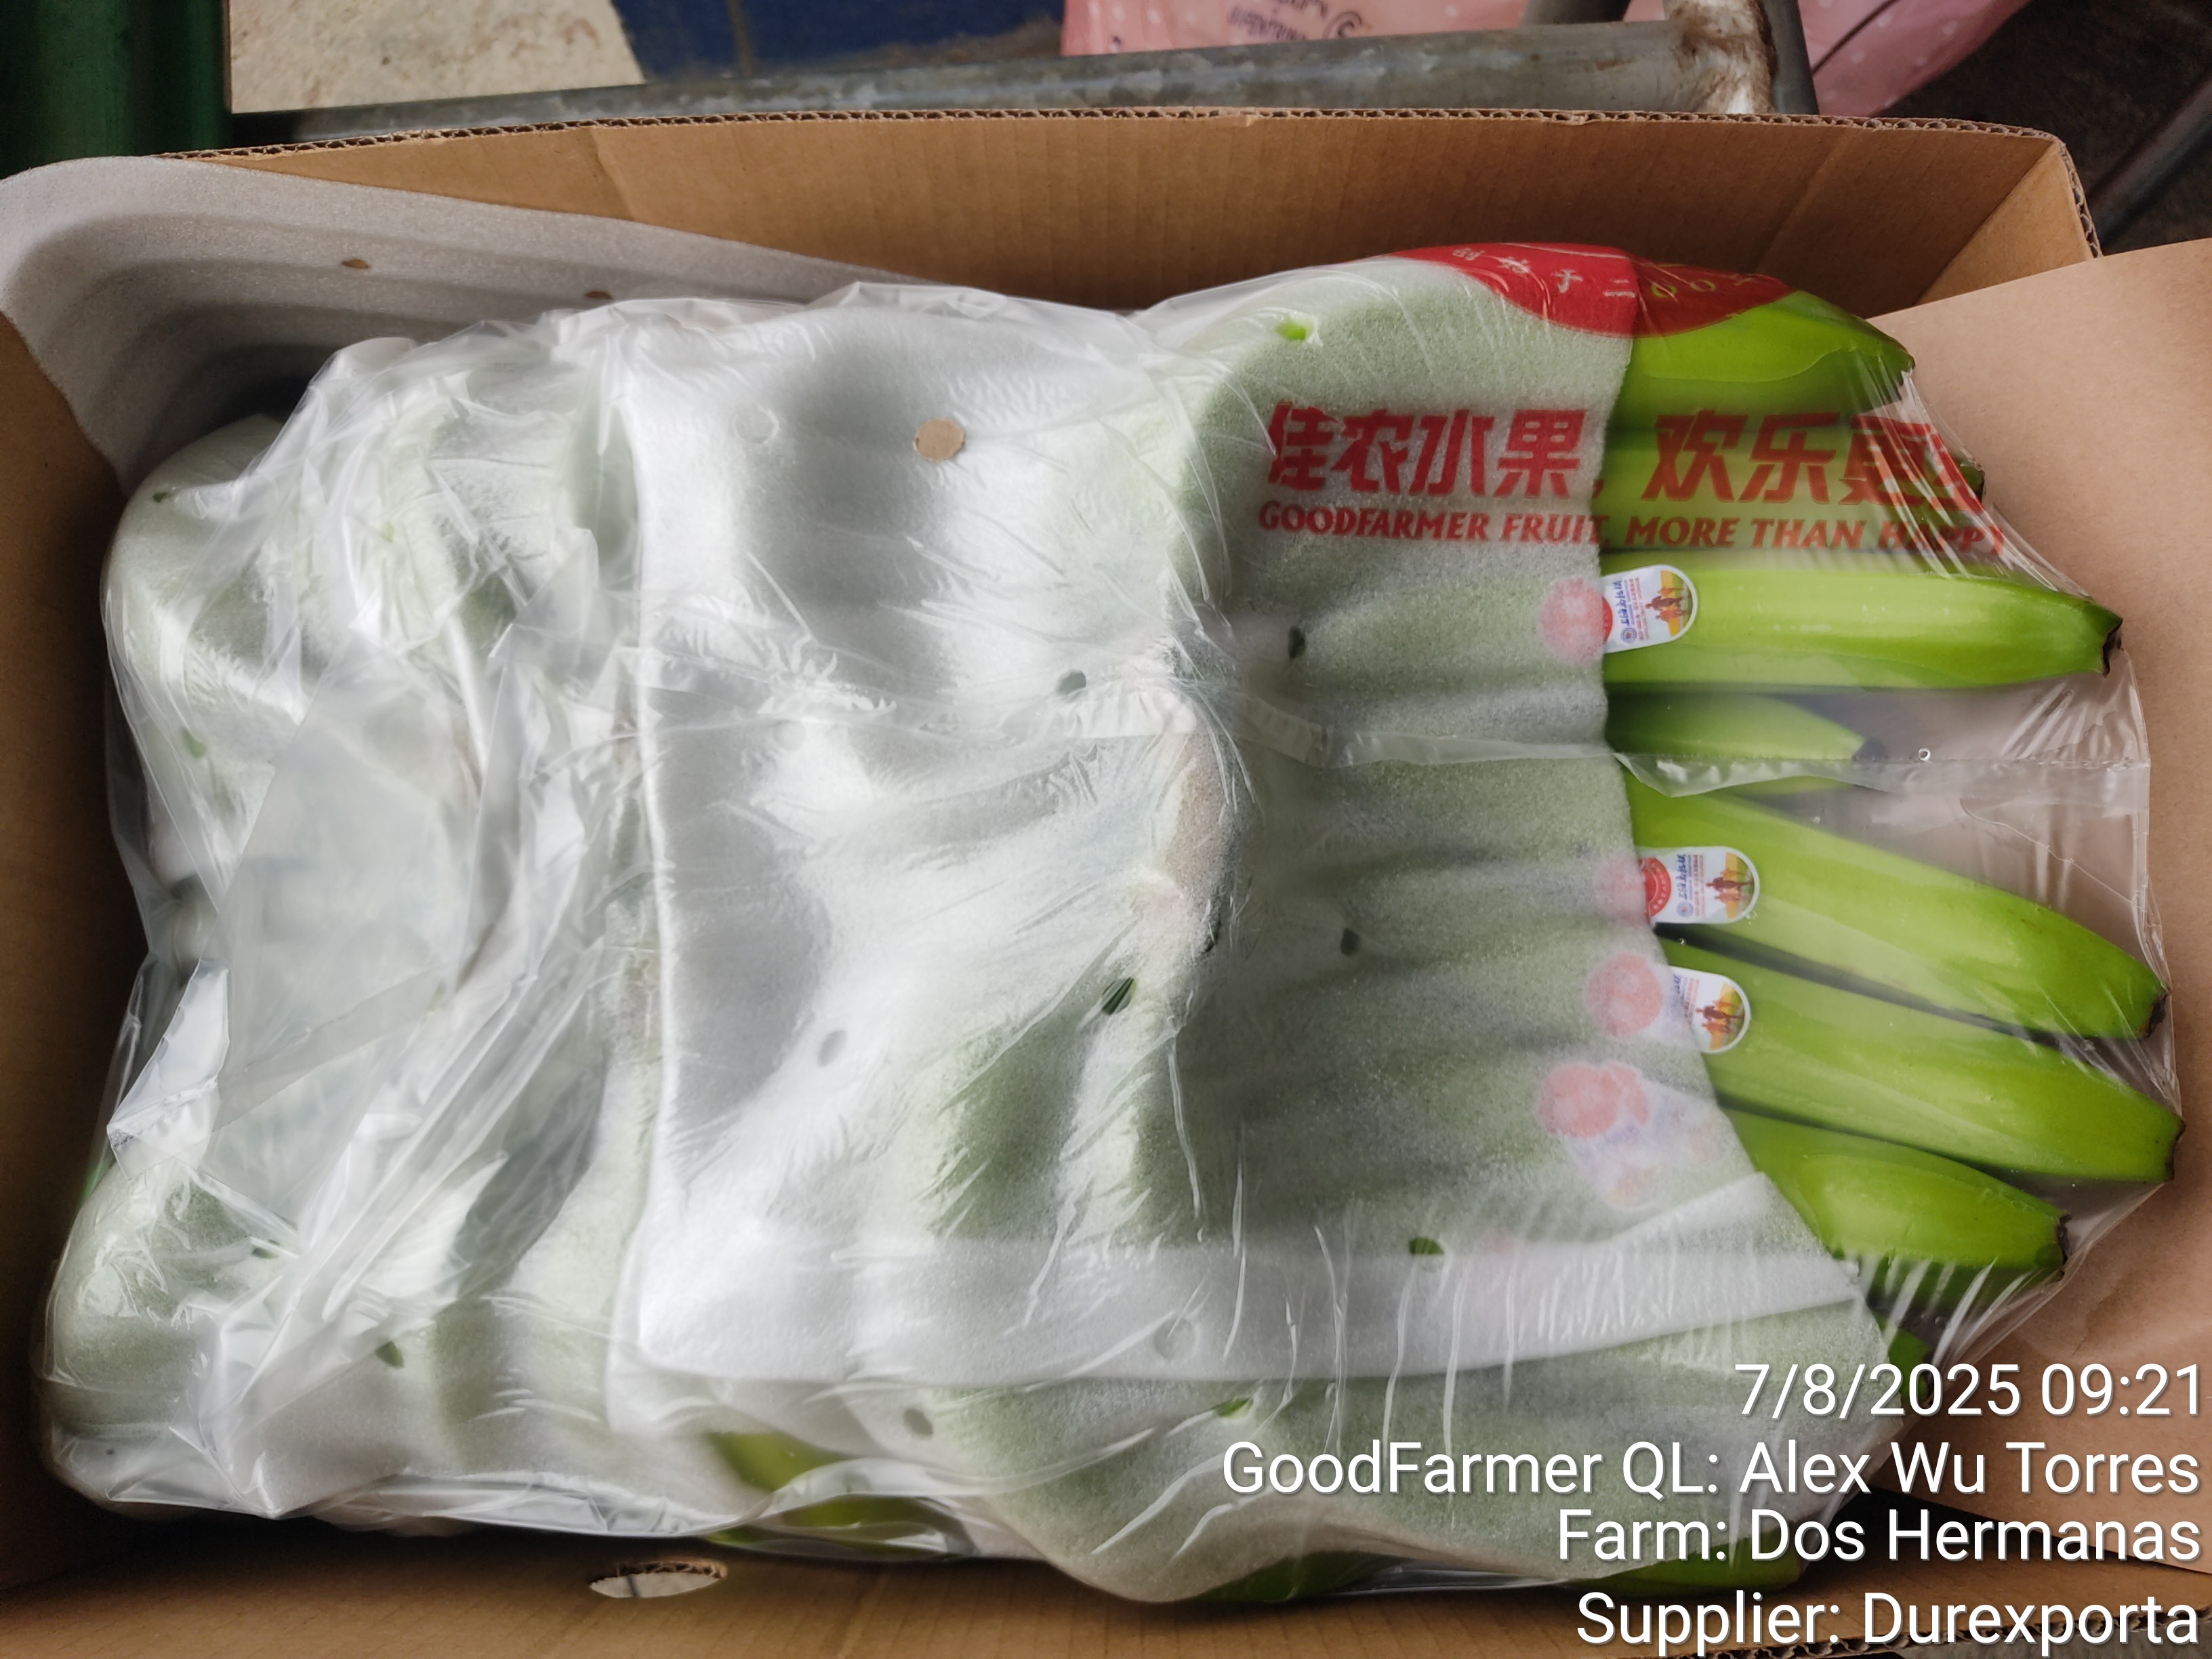 佳农水果，欢乐更
GOODFARMER FRUIT, MORE THAN HAPPY
7/8/2025 09:21
GoodFarmer QL: Alex Wu Torres
Farm: Dos Hermanas
Supplier: Durexporta